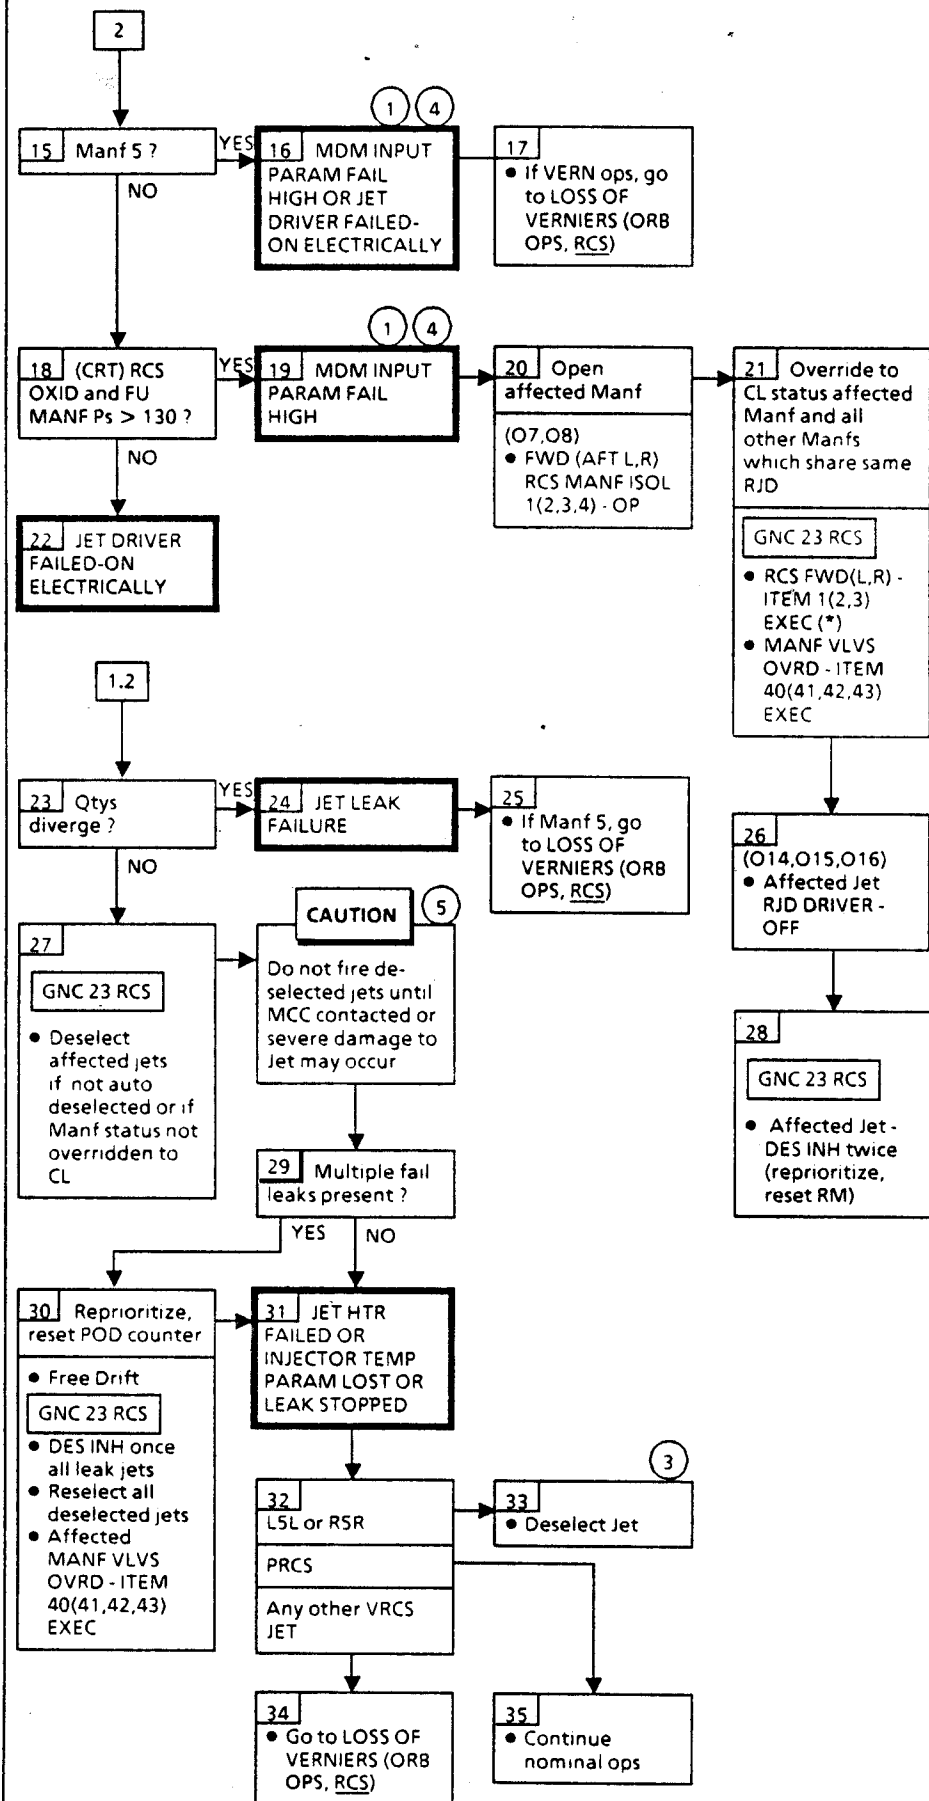 2
1 4
15 Manf 5 ?
YES
NO
16 MDM INPUT
PARAM FAIL
HIGH OR JET
DRIVER FAILED-
ON ELECTRICALLY
17
• If VERN ops, go
to LOSS OF
VERNIERS (ORB
OPS, RCS)
1 4
18 (CRT) RCS
OXID and FU
MANF Ps > 130 ?
YES
NO
19 MDM INPUT
PARAM FAIL
HIGH
20 Open
affected Manf
(O7,O8)
• FWD (AFT L,R)
RCS MANF ISOL
1(2,3,4) - OP
21 Override to
CL status affected
Manf and all
other Manfs
which share same
RJD
GNC 23 RCS
• RCS FWD(L,R) -
ITEM 1(2,3)
EXEC (*)
• MANF VLVS
OVRD - ITEM
40(41,42,43)
EXEC
22 JET DRIVER
FAILED-ON
ELECTRICALLY
1.2
23 Qtys
diverge ?
YES
NO
24 JET LEAK
FAILURE
25
• If Manf 5, go
to LOSS OF
VERNIERS (ORB
OPS, RCS)
26
(O14,O15,O16)
• Affected Jet
RJD DRIVER -
OFF
27
GNC 23 RCS
• Deselect
affected jets
if not auto
deselected or if
Manf status not
overridden to
CL
CAUTION
5
Do not fire de-
selected jets until
MCC contacted or
severe damage to
Jet may occur
28
GNC 23 RCS
• Affected Jet -
DES INH twice
(reprioritize,
reset RM)
29 Multiple fail
leaks present ?
YES
NO
30 Reprioritize,
reset POD counter
• Free Drift
GNC 23 RCS
• DES INH once
all leak jets
• Reselect all
deselected jets
• Affected
MANF VLVS
OVRD - ITEM
40(41,42,43)
EXEC
31 JET HTR
FAILED OR
INJECTOR TEMP
PARAM LOST OR
LEAK STOPPED
32
L5L or R5R
PRCS
Any other VRCS
JET
3
33
• Deselect Jet
34
• Go to LOSS OF
VERNIERS (ORB
OPS, RCS)
35
• Continue
nominal ops